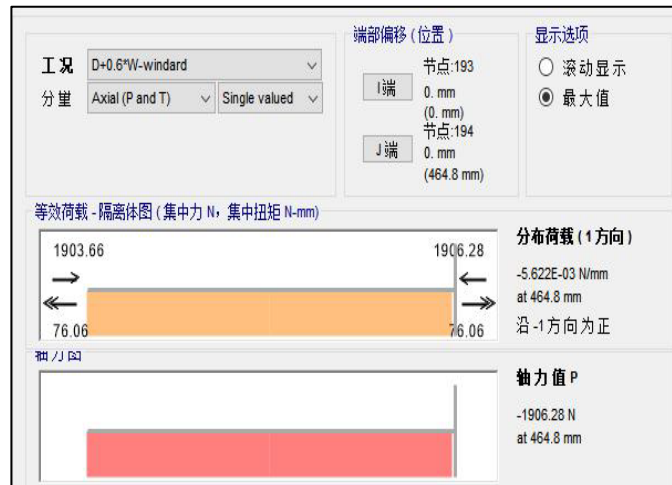 端部偏移(位置)
显示选项
工况
D+0.6*W-windard
节点:193
滚动显示
I端
0. mm
分量
Axial (P and T)
Single valued
(0. mm)
最大值
节点:194
J端
0. mm
(464.8 mm)
等效荷载-隔离体图(集中力 N，集中扭矩 N-mm)
分布荷载(1方向)
1903.66
1906.28
-5.622E-03 N/mm
at 464.8 mm
76.06
76.06
沿-1方向为正
轴力图
轴力值 P
-1906.28 N
at 464.8 mm